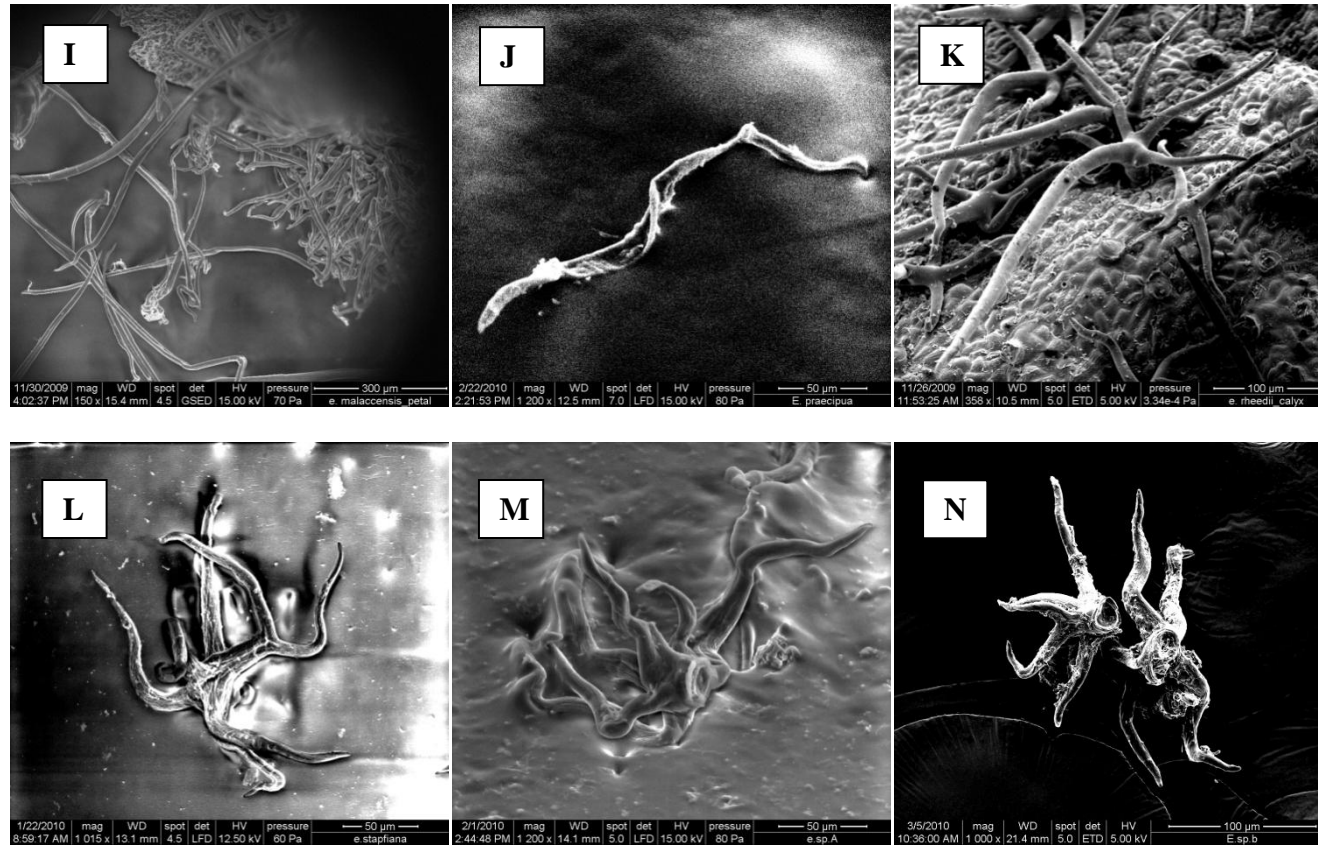 I
11/30/2009 mag WD spot det HV pressure 300 µm
4:02:37 PM 150 x 15.4 mm 4.5 GSED 15.00 kV 70 Pa e. malaccensis_petal
J
2/22/2010 mag WD spot det HV pressure 50 µm
2:21:53 PM 1 200 x 12.5 mm 7.0 LFD 15.00 kV 80 Pa E. praecipua
K
11/26/2009 mag WD spot det HV pressure 100 µm
11:53:25 AM 358 x 10.5 mm 5.0 ETD 5.00 kV 3.34e-4 Pa e. rheedii_calyx
L
1/22/2010 mag WD spot det HV pressure 50 µm
8:59:17 AM 1 015 x 13.1 mm 4.5 LFD 12.50 kV 60 Pa e.stapfiana
M
2/1/2010 mag WD spot det HV pressure 50 µm
2:44:48 PM 1 200 x 14.1 mm 5.0 LFD 15.00 kV 80 Pa e.sp.A
N
3/5/2010 mag WD spot det HV 100 µm
10:36:00 AM 1 000 x 21.4 mm 5.0 ETD 5.00 kV E.sp.b